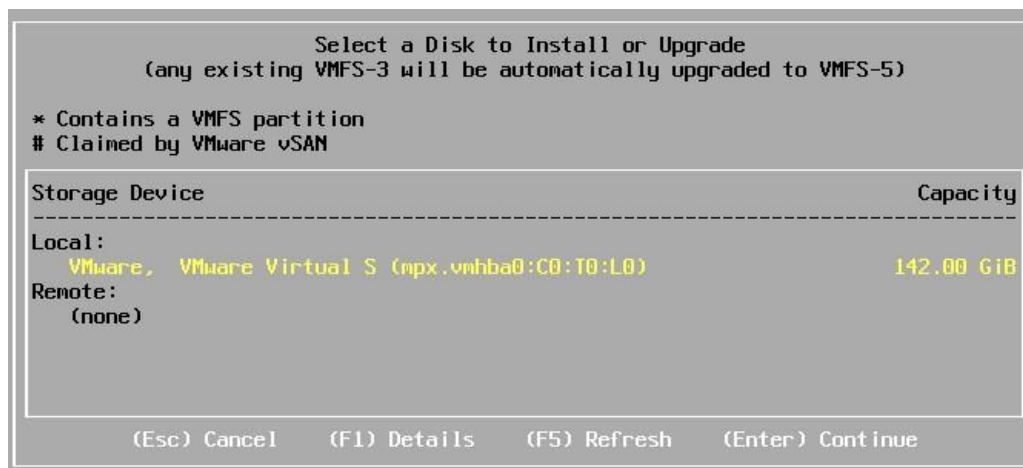 Select a Disk to Install or Upgrade
(any existing VMFS-3 will be automatically upgraded to VMFS-5)
* Contains a VMFS partition
# Claimed by VMware vSAN
Storage Device Capacity
--------------------------------------------------------------------------------
Local:
VMware, VMware Virtual S (mpx.vmhba0:C0:T0:L0) 142.00 GiB
Remote:
(none)
(Esc) Cancel (F1) Details (F5) Refresh (Enter) Continue